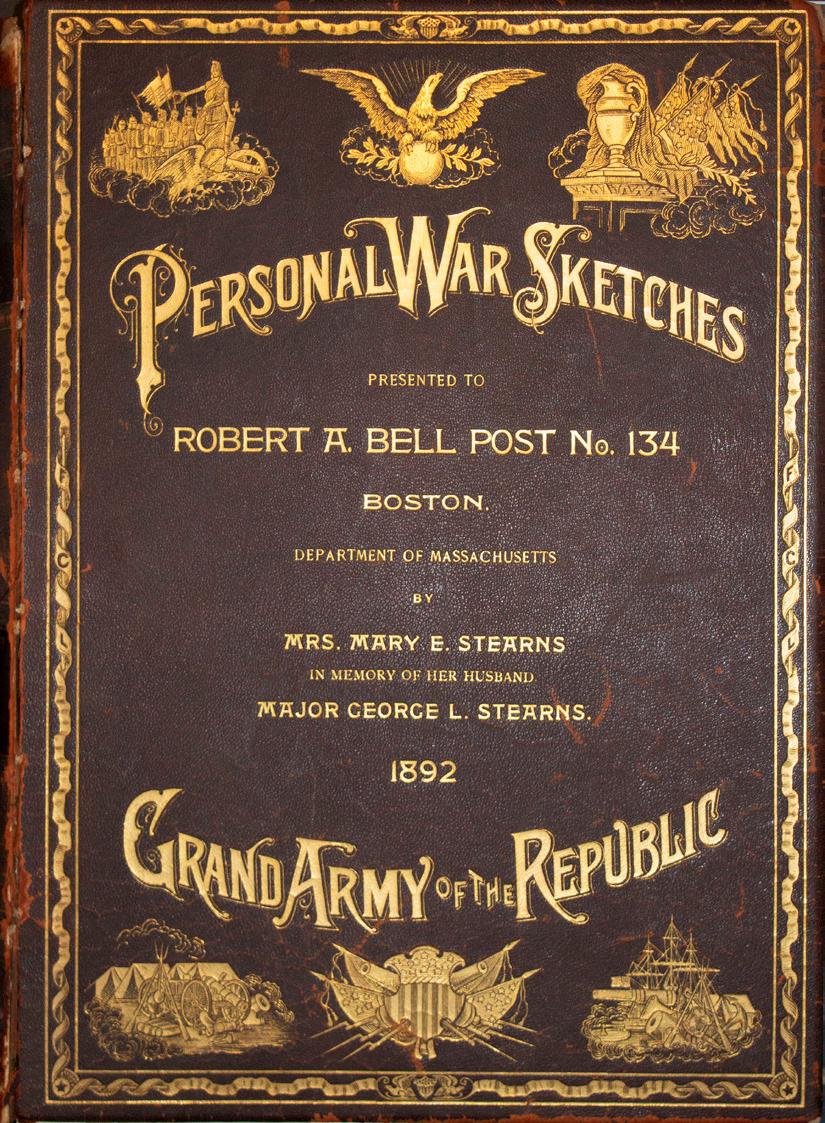 PERSONAL WAR SKETCHES
PRESENTED TO
ROBERT A. BELL POST No. 134
BOSTON.
DEPARTMENT OF MASSACHUSETTS
BY
MRS. MARY E. STEARNS
IN MEMORY OF HER HUSBAND
MAJOR GEORGE L. STEARNS.
1892
GRAND ARMY OF THE REPUBLIC
F
C
L
C